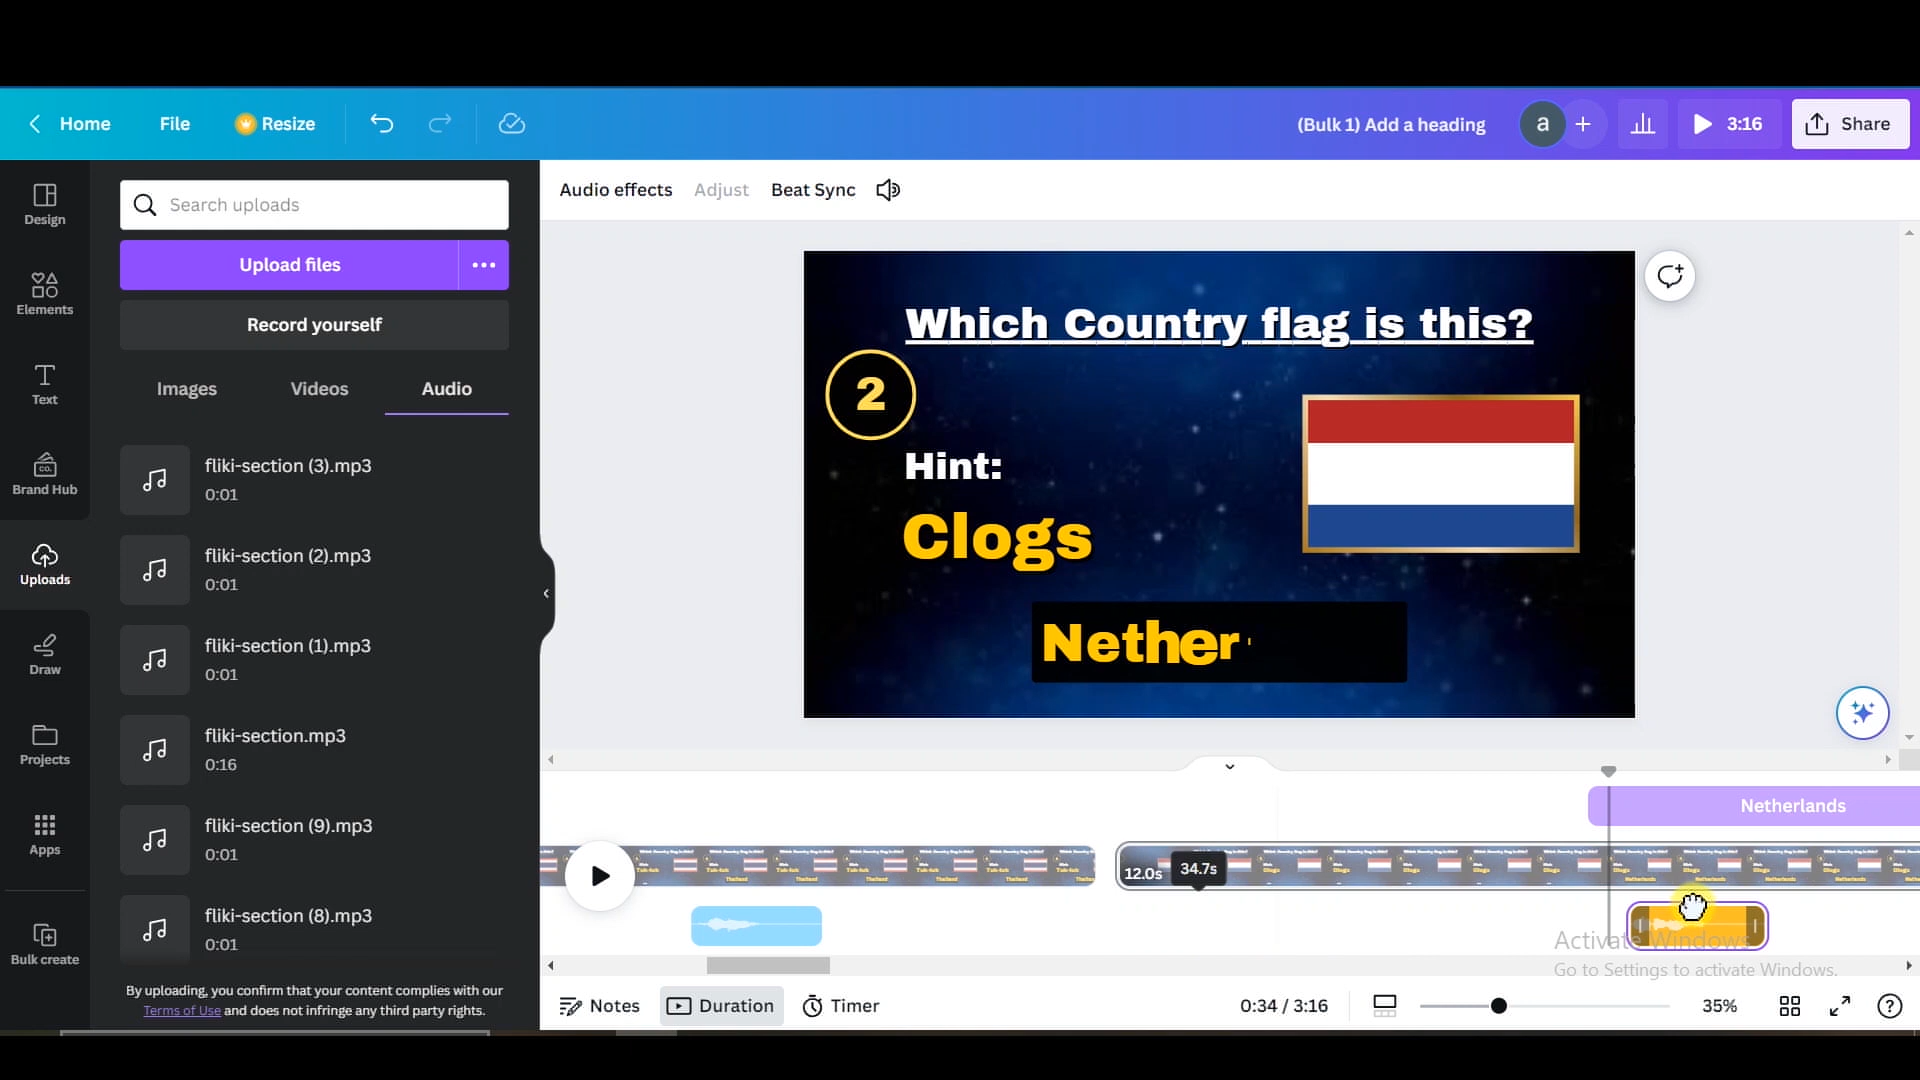 Home File Resize (Bulk 1) Add a heading a 3:16 Share
Search uploads
Upload files
Record yourself
Images Videos Audio
fliki-section (3).mp3
0:01
fliki-section (2).mp3
0:01
fliki-section (1).mp3
0:01
fliki-section.mp3
0:16
fliki-section (9).mp3
0:01
fliki-section (8).mp3
0:01
By uploading, you confirm that your content complies with our
Terms of Use and does not infringe any third party rights.
Design
Elements
Text
CO.
Brand Hub
Uploads
Draw
Projects
Apps
Bulk create
Audio effects Adjust Beat Sync
Which Country flag is this?
2
Hint:
Clogs
Nether
Netherlands
12.0s 34.7s
Activate Windows
Go to Settings to activate Windows.
Notes Duration Timer 0:34 / 3:16 35%